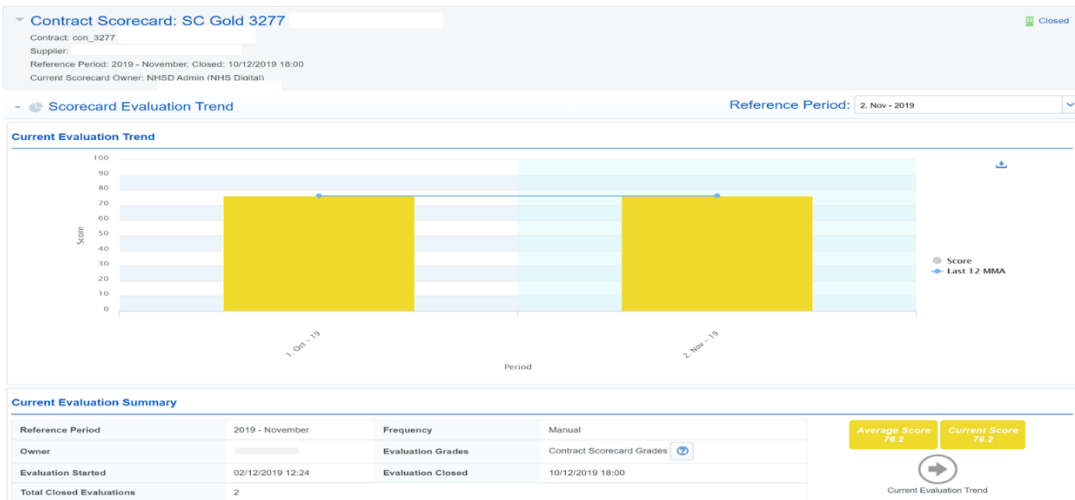 Contract Scorecard: SC Gold 3277
Closed
Contract: con_3277
Supplier:
Reference Period: 2019 - November, Closed: 10/12/2019 18:00
Current Scorecard Owner: NHSD Admin (NHS Digital)
Scorecard Evaluation Trend
Reference Period: 2. Nov - 2019
Current Evaluation Trend
100
90
80
70
60
50
40
30
20
10
0
Score
Score
Last 12 MMA
1. Oct - 19
2. Nov - 19
Period
Current Evaluation Summary
Reference Period 2019 - November Frequency Manual
Owner Evaluation Grades Contract Scorecard Grades ?
Evaluation Started 02/12/2019 12:24 Evaluation Closed 10/12/2019 18:00
Total Closed Evaluations 2
Average Score
76.2
Current Score
76.2
Current Evaluation Trend